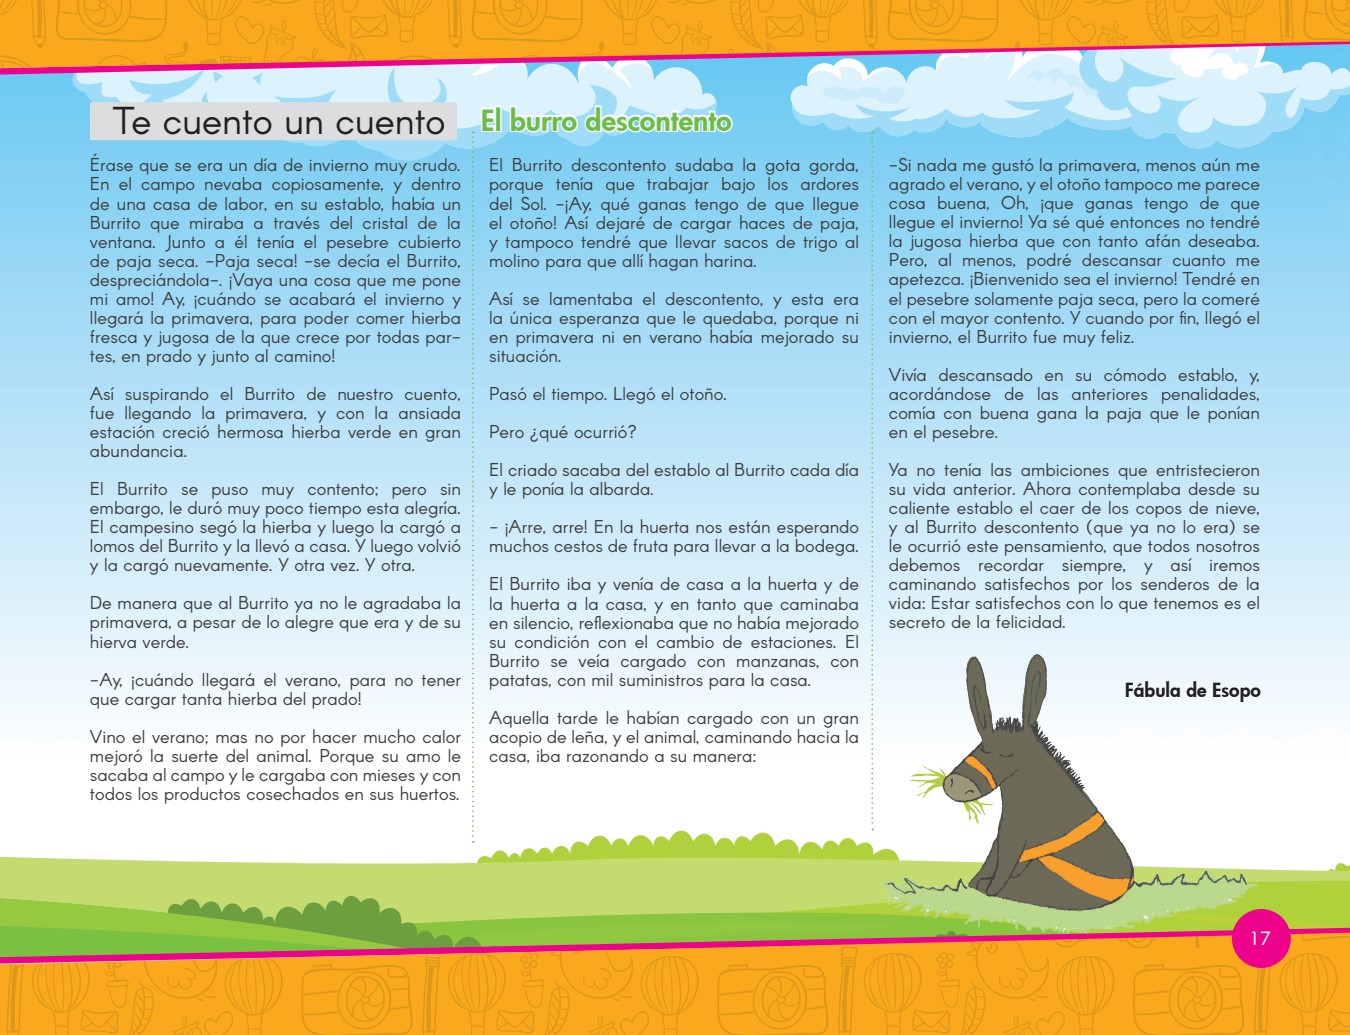 Te cuento un cuento
El burro descontento
Érase que se era un día de invierno muy crudo.
En el campo nevaba copiosamente, y dentro
de una casa de labor, en su establo, había un
Burrito que miraba a través del cristal de la
ventana. Junto a él tenía el pesebre cubierto
de paja seca. –Paja seca! –se decía el Burrito,
despreciándola–. ¡Vaya una cosa que me pone
mi amo! Ay, ¡cuándo se acabará el invierno y
llegará la primavera, para poder comer hierba
fresca y jugosa de la que crece por todas par–
tes, en prado y junto al camino!
Así suspirando el Burrito de nuestro cuento,
fue llegando la primavera, y con la ansiada
estación creció hermosa hierba verde en gran
abundancia.
El Burrito se puso muy contento; pero sin
embargo, le duró muy poco tiempo esta alegría.
El campesino segó la hierba y luego la cargó a
lomos del Burrito y la llevó a casa. Y luego volvió
y la cargó nuevamente. Y otra vez. Y otra.
De manera que al Burrito ya no le agradaba la
primavera, a pesar de lo alegre que era y de su
hierva verde.
–Ay, ¡cuándo llegará el verano, para no tener
que cargar tanta hierba del prado!
Vino el verano; mas no por hacer mucho calor
mejoró la suerte del animal. Porque su amo le
sacaba al campo y le cargaba con mieses y con
todos los productos cosechados en sus huertos.
El Burrito descontento sudaba la gota gorda,
porque tenía que trabajar bajo los ardores
del Sol. –¡Ay, qué ganas tengo de que llegue
el otoño! Así dejaré de cargar haces de paja,
y tampoco tendré que llevar sacos de trigo al
molino para que allí hagan harina.
Así se lamentaba el descontento, y esta era
la única esperanza que le quedaba, porque ni
en primavera ni en verano había mejorado su
situación.
Pasó el tiempo. Llegó el otoño.
Pero ¿qué ocurrió?
El criado sacaba del establo al Burrito cada día
y le ponía la albarda.
– ¡Arre, arre! En la huerta nos están esperando
muchos cestos de fruta para llevar a la bodega.
El Burrito iba y venía de casa a la huerta y de
la huerta a la casa, y en tanto que caminaba
en silencio, reflexionaba que no había mejorado
su condición con el cambio de estaciones. El
Burrito se veía cargado con manzanas, con
patatas, con mil suministros para la casa.
Aquella tarde le habían cargado con un gran
acopio de leña, y el animal, caminando hacia la
casa, iba razonando a su manera:
–Si nada me gustó la primavera, menos aún me
agrado el verano, y el otoño tampoco me parece
cosa buena, Oh, ¡que ganas tengo de que
llegue el invierno! Ya sé qué entonces no tendré
la jugosa hierba que con tanto afán deseaba.
Pero, al menos, podré descansar cuanto me
apetezca. ¡Bienvenido sea el invierno! Tendré en
el pesebre solamente paja seca, pero la comeré
con el mayor contento. Y cuando por fin, llegó el
invierno, el Burrito fue muy feliz.
Vivía descansado en su cómodo establo, y,
acordándose de las anteriores penalidades,
comía con buena gana la paja que le ponían
en el pesebre.
Ya no tenía las ambiciones que entristecieron
su vida anterior. Ahora contemplaba desde su
caliente establo el caer de los copos de nieve,
y al Burrito descontento (que ya no lo era) se
le ocurrió este pensamiento, que todos nosotros
debemos recordar siempre, y así iremos
caminando satisfechos por los senderos de la
vida: Estar satisfechos con lo que tenemos es el
secreto de la felicidad.
Fábula de Esopo
17